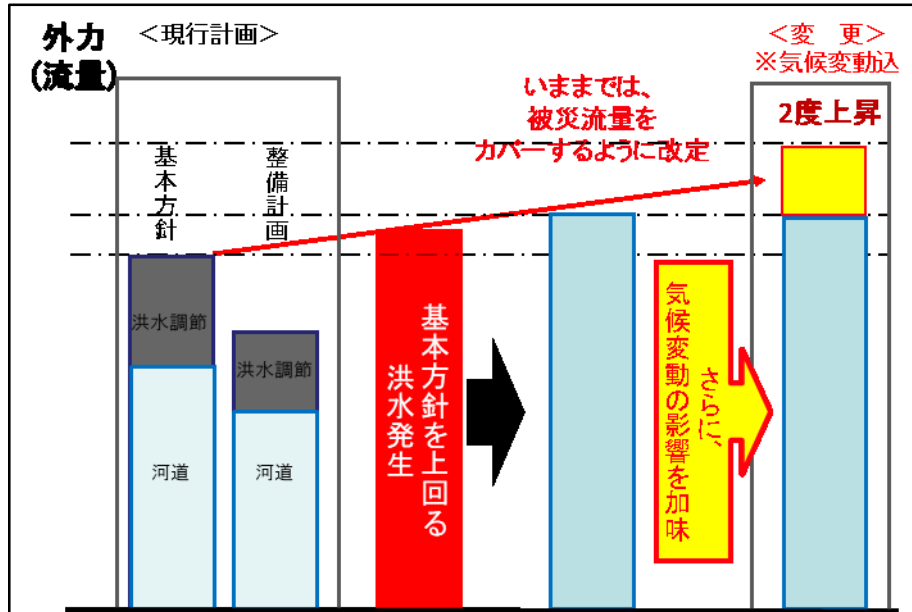 外力
(流量)
＜現行計画＞
基本方針
整備計画
洪水調節
河道
洪水調節
河道
基本方針を上回る
洪水発生
いままでは、
被災流量を
カバーするように改定
さらに、
気候変動の影響を加味
＜変　更＞
※気候変動込
2度上昇